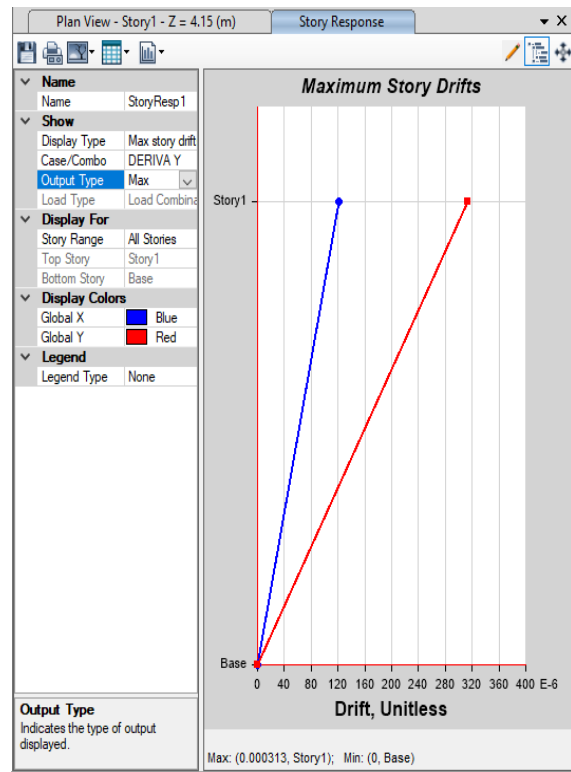 Plan View - Story1 - Z = 4.15 (m)
Story Response
Name
Name StoryResp1
Show
Display Type Max story drift
Case/Combo DERIVA Y
Output Type Max
Load Type Load Combina
Display For
Story Range All Stories
Top Story Story1
Bottom Story Base
Display Colors
Global X Blue
Global Y Red
Legend
Legend Type None
Output Type
Indicates the type of output
displayed.
Maximum Story Drifts
Story1
Base
0 40 80 120 160 200 240 280 320 360 400 E-6
Drift, Unitless
Max: (0.000313, Story1); Min: (0, Base)